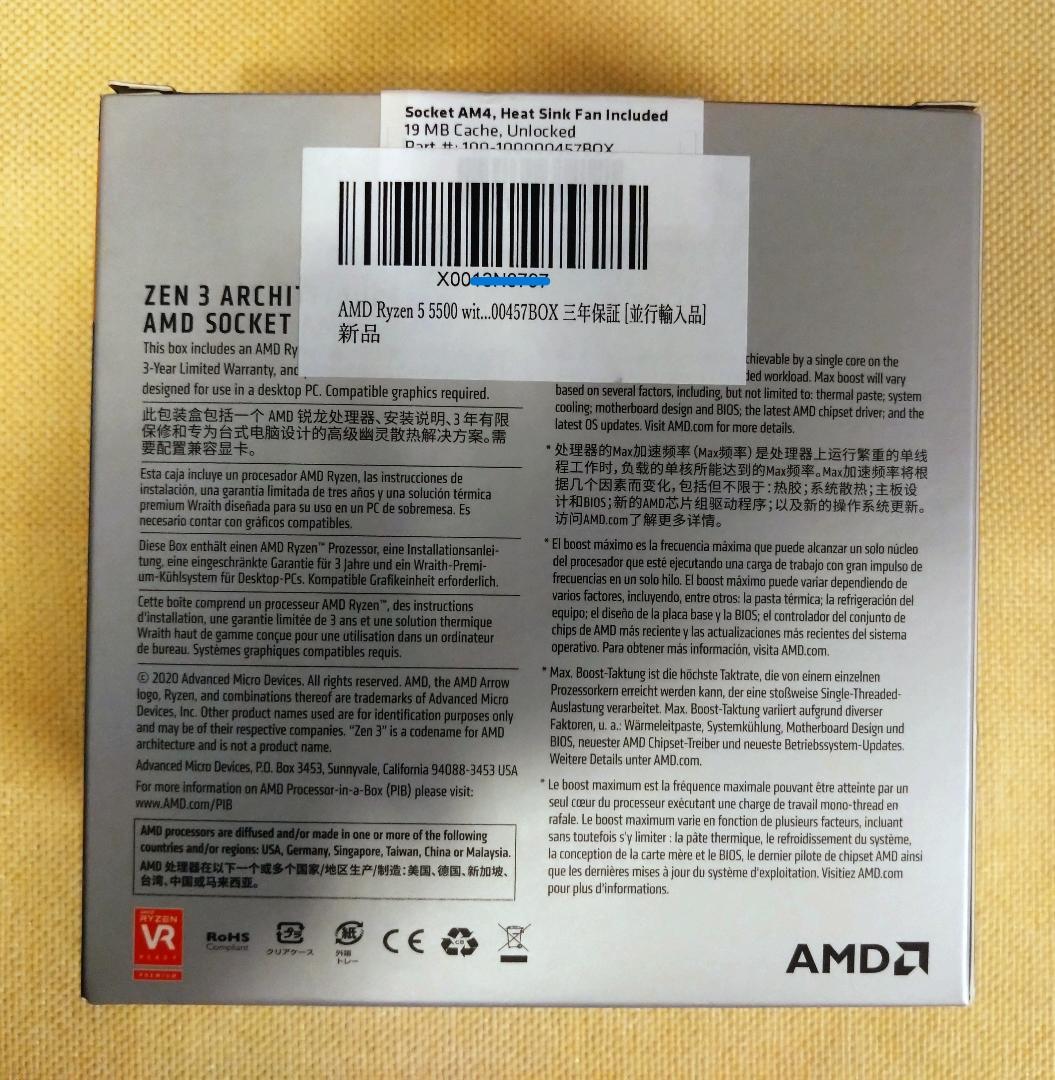 Socket AM4, Heat Sink Fan Included
19 MB Cache, Unlocked
Part #: 100-100000457BOX
X00
AMD Ryzen 5 5500 wit...00457BOX 三年保証 [並行輸入品]
新品
ZEN 3 ARCHIT
AMD SOCKET
This box includes an AMD Ry
3-Year Limited Warranty, and
designed for use in a desktop PC. Compatible graphics required.
此包装盒包括一个 AMD 锐龙处理器、安装说明、3 年有限
保修和专为台式电脑设计的高级幽灵散热解决方案。需
要配置兼容显卡。
Esta caja incluye un procesador AMD Ryzen, las instrucciones de
instalación, una garantía limitada de tres años y una solución térmica
premium Wraith diseñada para su uso en un PC de sobremesa. Es
necesario contar con gráficos compatibles.
Diese Box enthält einen AMD Ryzen™ Prozessor, eine Installationsanlei-
tung, eine eingeschränkte Garantie für 3 Jahre und ein Wraith-Premi-
um-Kühlsystem für Desktop-PCs. Kompatible Grafikeinheit erforderlich.
Cette boîte comprend un processeur AMD Ryzen™, des instructions
d'installation, une garantie limitée de 3 ans et une solution thermique
Wraith haut de gamme conçue pour une utilisation dans un ordinateur
de bureau. Systèmes graphiques compatibles requis.
© 2020 Advanced Micro Devices. All rights reserved. AMD, the AMD Arrow
logo, Ryzen, and combinations thereof are trademarks of Advanced Micro
Devices, Inc. Other product names used are for identification purposes only
and may be of their respective companies. "Zen 3" is a codename for AMD
architecture and is not a product name.
Advanced Micro Devices, P.O. Box 3453, Sunnyvale, California 94088-3453 USA
For more information on AMD Processor-in-a-Box (PIB) please visit:
www.AMD.com/PIB
AMD processors are diffused and/or made in one or more of the following
countries and/or regions: USA, Germany, Singapore, Taiwan, China or Malaysia.
AMD 处理器在以下一个或多个国家/地区生产/制造：美国、德国、新加坡、
台湾、中国或马来西亚。
chievable by a single core on the
ded workload. Max boost will vary
based on several factors, including, but not limited to: thermal paste; system
cooling; motherboard design and BIOS; the latest AMD chipset driver; and the
latest OS updates. Visit AMD.com for more details.
* 处理器的Max加速频率（Max频率）是处理器上运行繁重的单线
程工作时，负载的单核所能达到的Max频率。Max加速频率将根
据几个因素而变化，包括但不限于：热胶；系统散热；主板设
计和BIOS；新的AMD芯片组驱动程序；以及新的操作系统更新。
访问AMD.com了解更多详情。
* El boost máximo es la frecuencia máxima que puede alcanzar un solo núcleo
del procesador que esté ejecutando una carga de trabajo con gran impulso de
frecuencias en un solo hilo. El boost máximo puede variar dependiendo de
varios factores, incluyendo, entre otros: la pasta térmica; la refrigeración del
equipo; el diseño de la placa base y la BIOS; el controlador del conjunto de
chips de AMD más reciente y las actualizaciones más recientes del sistema
operativo. Para obtener más información, visita AMD.com.
* Max. Boost-Taktung ist die höchste Taktrate, die von einem einzelnen
Prozessorkern erreicht werden kann, der eine stoßweise Single-Threaded-
Auslastung verarbeitet. Max. Boost-Taktung variiert aufgrund diverser
Faktoren, u. a.: Wärmeleitpaste, Systemkühlung, Motherboard Design und
BIOS, neuester AMD Chipset-Treiber und neueste Betriebssystem-Updates.
Weitere Details unter AMD.com.
* Le boost maximum est la fréquence maximale pouvant être atteinte par un
seul cœur du processeur exécutant une charge de travail mono-thread en
rafale. Le boost maximum varie en fonction de plusieurs facteurs, incluant
sans toutefois s'y limiter : la pâte thermique, le refroidissement du système,
la conception de la carte mère et le BIOS, le dernier pilote de chipset AMD ainsi
que les dernières mises à jour du système d'exploitation. Visitiez AMD.com
pour plus d'informations.
AMD
RYZEN
VR
READY
PREMIUM
RoHS
Compliant
プラ
クリアケース
紙
外箱
トレー
CE
CB
AMD